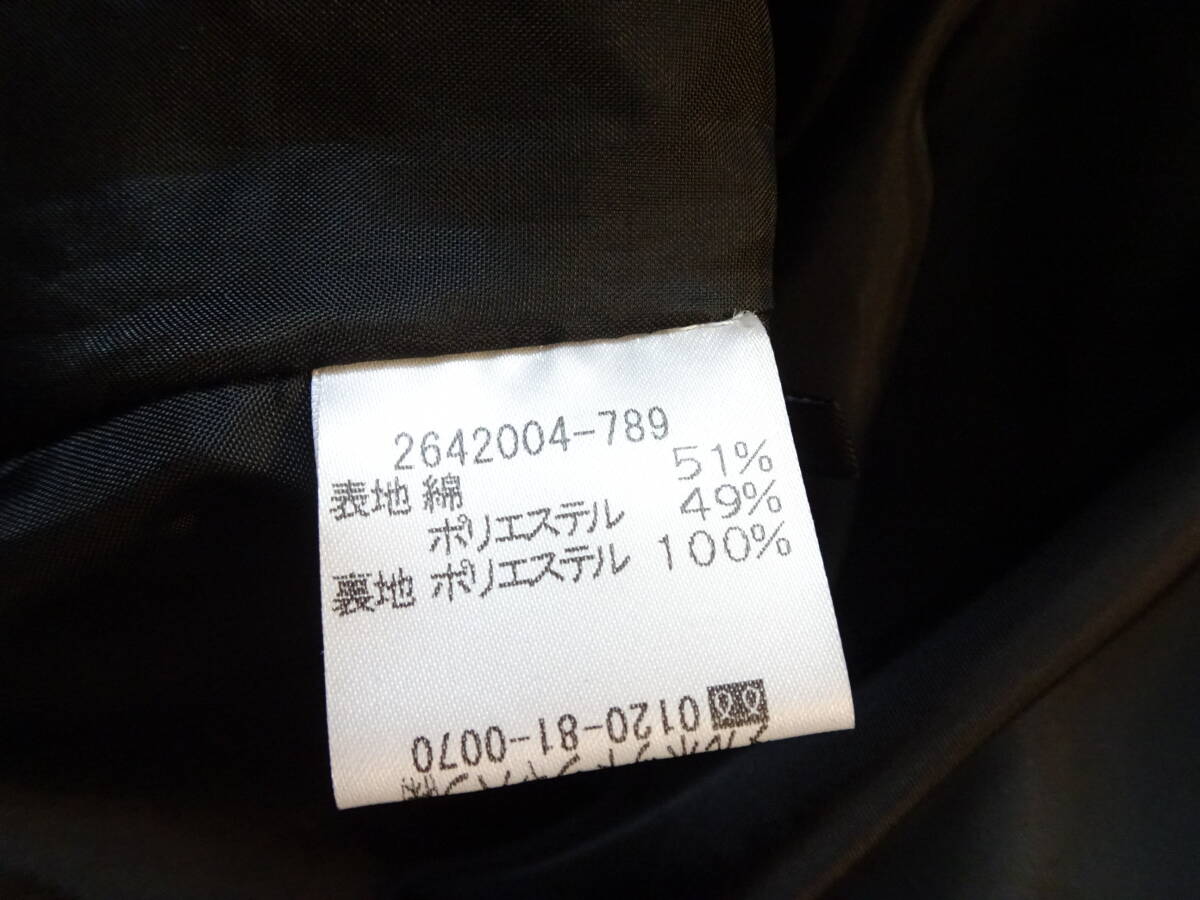 2642004-789
表地 綿 51%
ポリエステル 49%
裏地 ポリエステル 100%
0120-81-0070